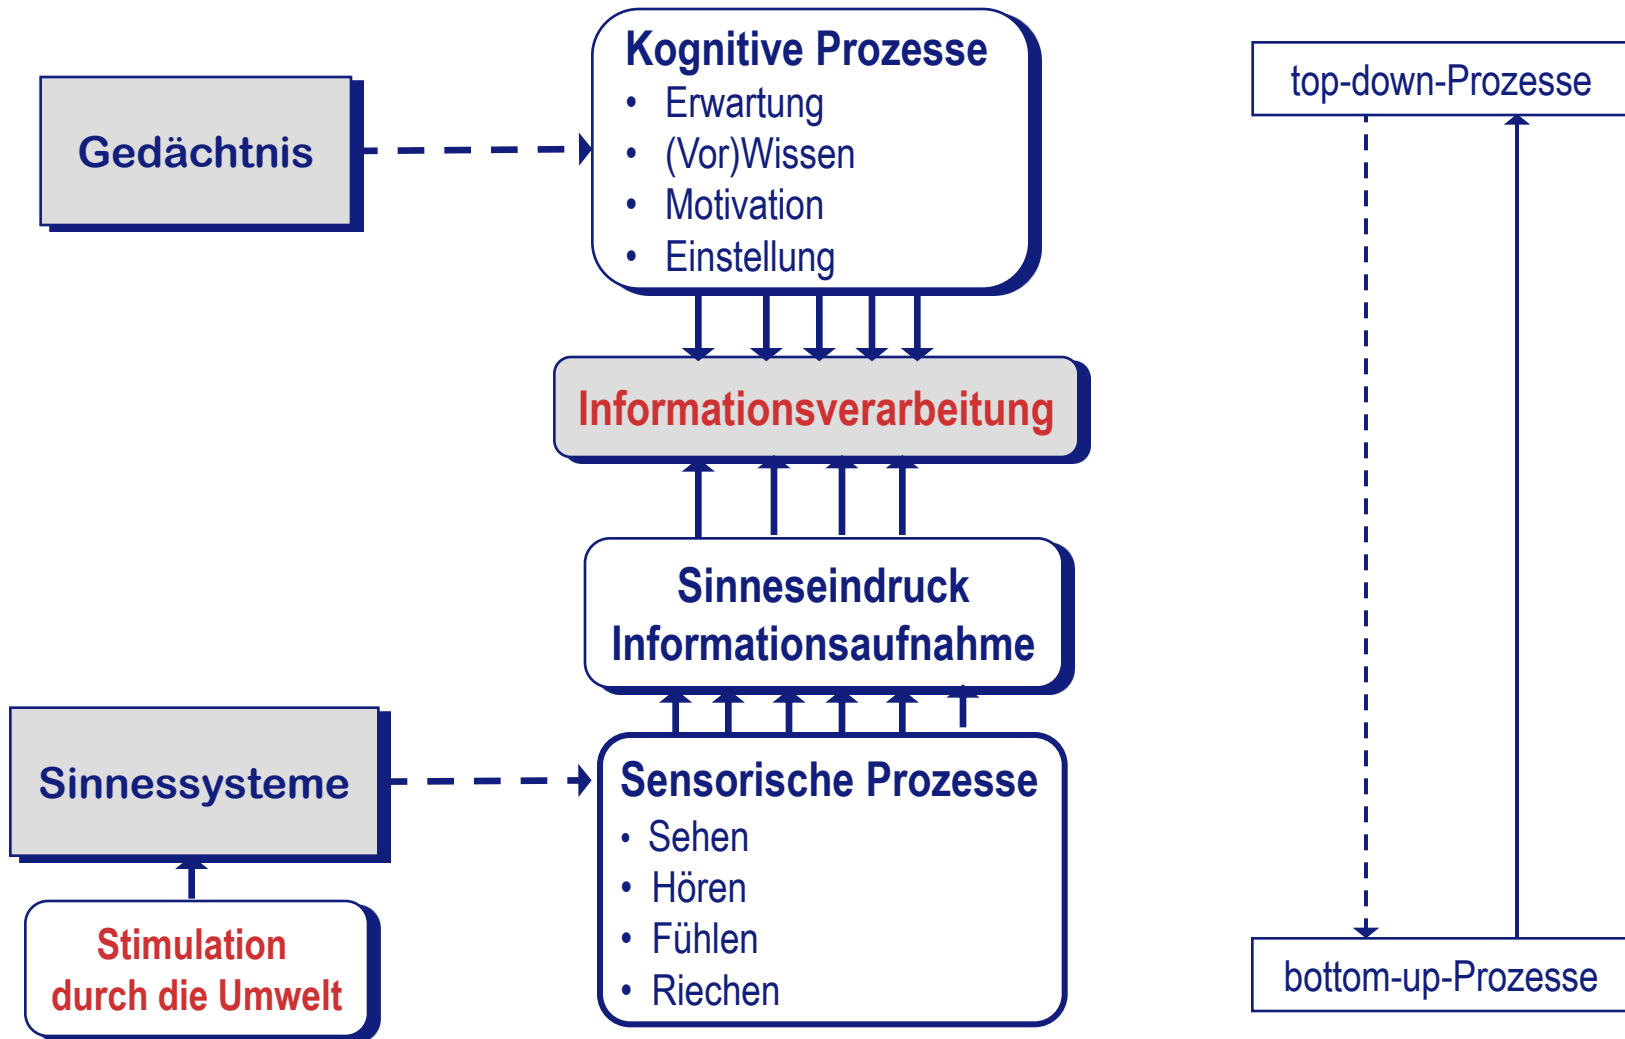 Kognitive Prozesse
• Erwartung
• (Vor)Wissen
• Motivation
• Einstellung
Gedächtnis
top-down-Prozesse
Informationsverarbeitung
Sinneseindruck
Informationsaufnahme
Sinnessysteme
Sensorische Prozesse
• Sehen
• Hören
• Fühlen
• Riechen
Stimulation
durch die Umwelt
bottom-up-Prozesse